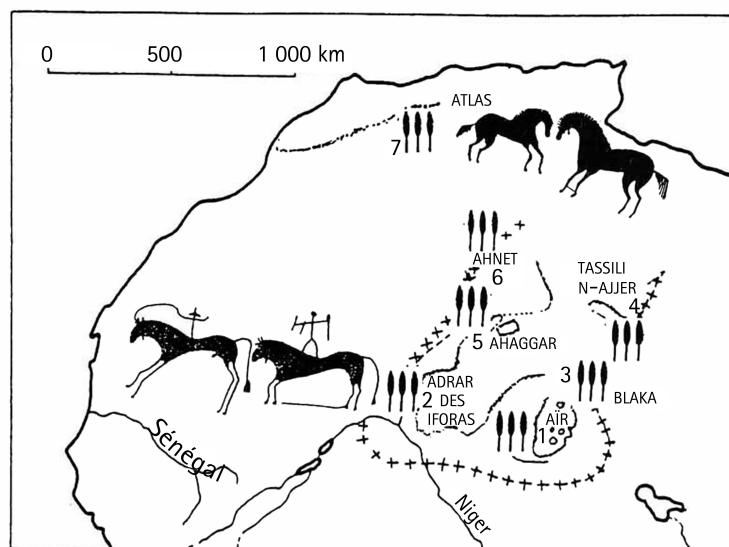 0 500 1 000 km
ATLAS
7
AHNET
6
TASSILI
N-AJJER
4
5 AHAGGAR
3
BLAKA
2
ADRAR
DES
IFORAS
AÏR
1
Sénégal
Niger